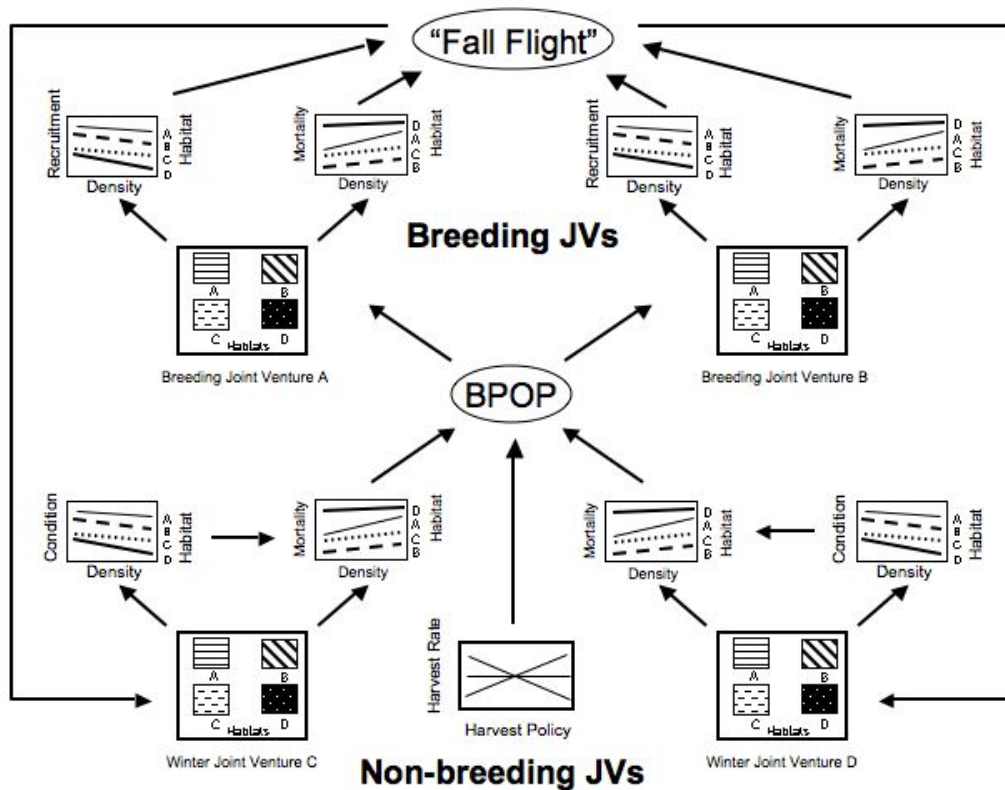 “Fall Flight”
Recruitment
A
B
C
D
Habitat
Density
Mortality
D
A
C
B
Habitat
Density
Recruitment
A
B
C
D
Habitat
Density
Mortality
D
A
C
B
Habitat
Density
Breeding JVs
A
B
C
D
Habitats
Breeding Joint Venture A
A
B
C
D
Habitats
Breeding Joint Venture B
BPOP
Condition
A
B
C
D
Habitat
Density
Mortality
D
A
C
B
Habitat
Density
Mortality
D
A
C
B
Habitat
Density
Condition
A
B
C
D
Habitat
Density
A
B
C
D
Habitats
Winter Joint Venture C
Harvest Rate
Harvest Policy
A
B
C
D
Habitats
Winter Joint Venture D
Non-breeding JVs